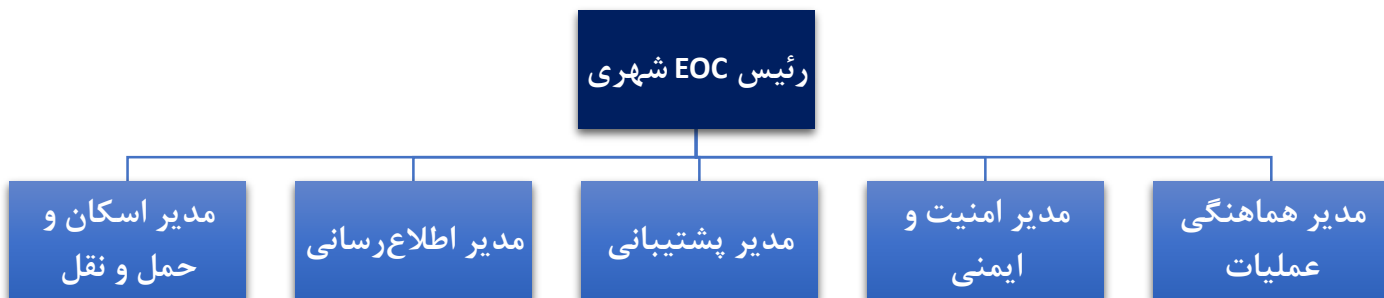 رئیس EOC شهری
مدیر هماهنگی
عملیات
مدیر امنیت و
ایمنی
مدیر پشتیبانی
مدیر اطلاع‌رسانی
مدیر اسکان و
حمل و نقل